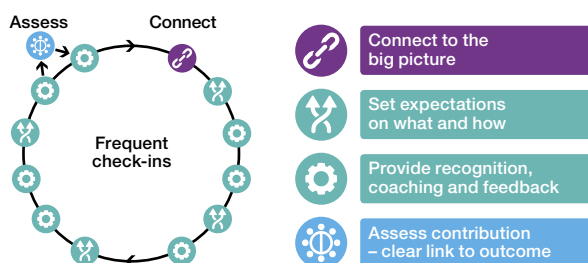 Assess
Connect
Frequent
check-ins
Connect to the
big picture
Set expectations
on what and how
Provide recognition,
coaching and feedback
Assess contribution
– clear link to outcome